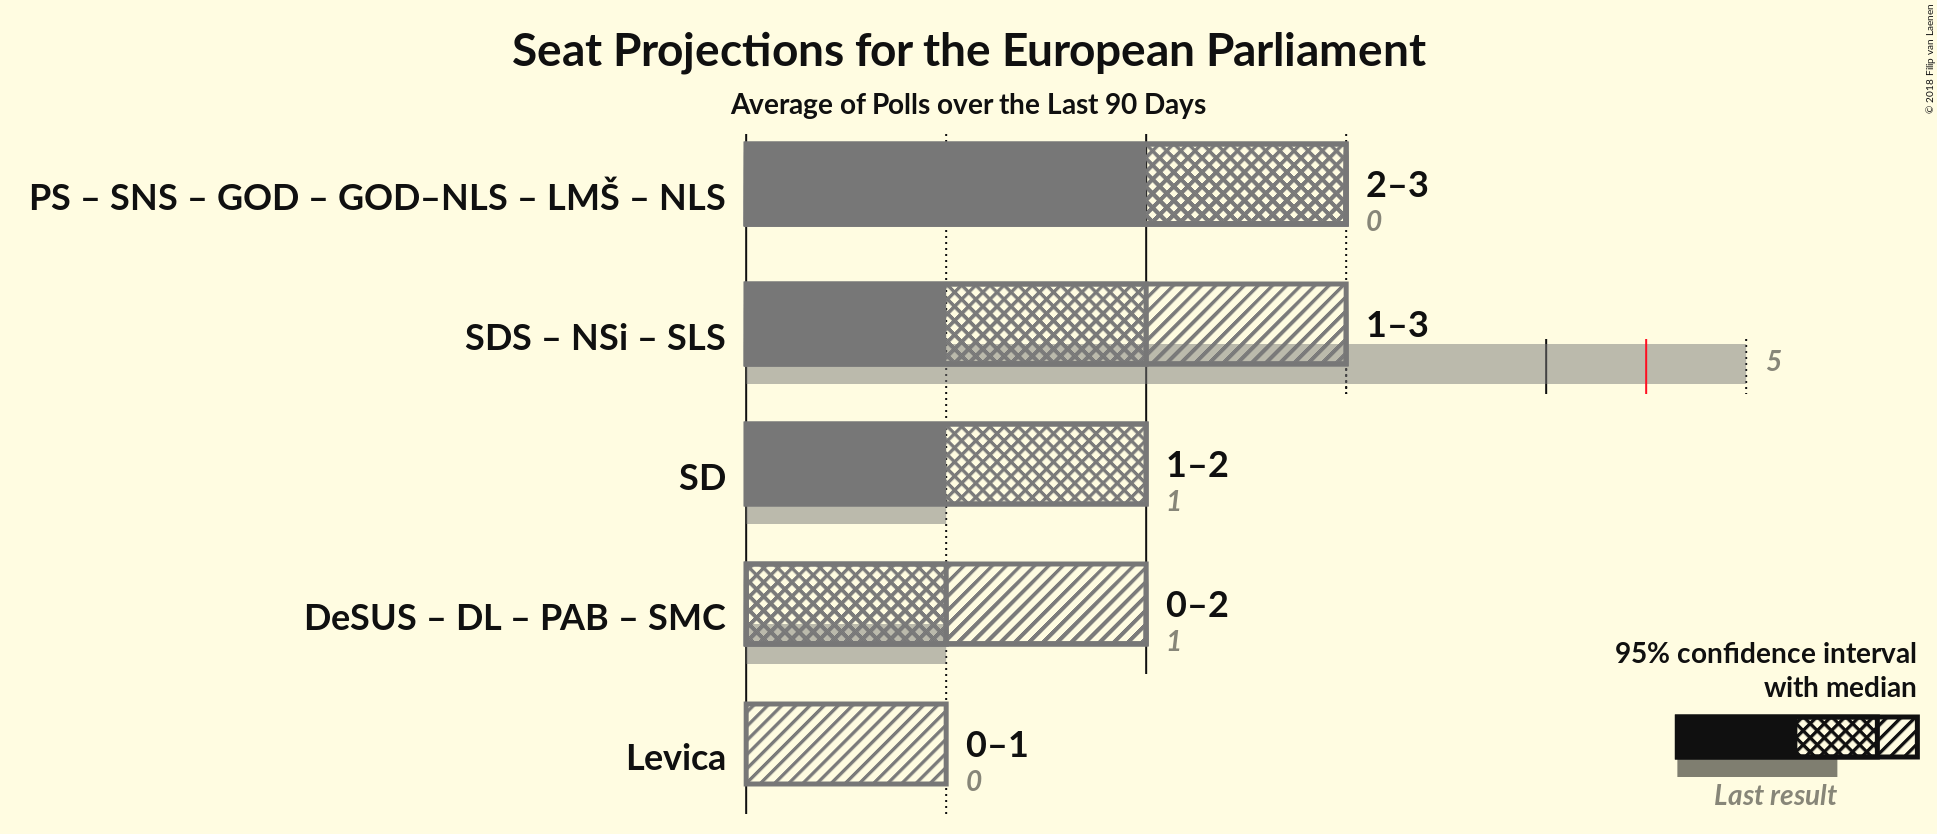 Seat Projections for the European Parliament
Average of Polls over the Last 90 Days
© 2018 Filip van Laenen
PS – SNS – GOD – GOD–NLS – LMŠ – NLS
2–3
0
SDS – NSi – SLS
1–3
5
SD
1–2
1
DeSUS – DL – PAB – SMC
0–2
1
Levica
0–1
0
95% confidence interval
with median
Last result